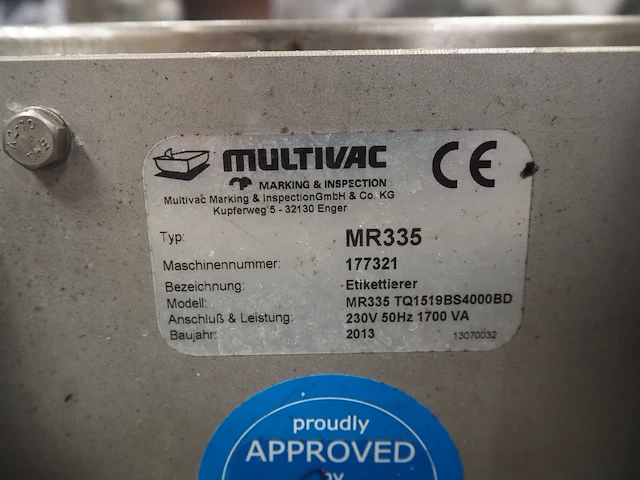 MULTIVAC
MARKING & INSPECTION
CE
Multivac Marking & InspectionGmbH & Co. KG
Kupferweg 5 - 32130 Enger
Typ: MR335
Maschinennummer: 177321
Bezeichnung: Etikettierer
Modell: MR335 TQ1519BS4000BD
Anschluß & Leistung: 230V 50Hz 1700 VA
Baujahr: 2013 13070032
proudly
APPROVED
by